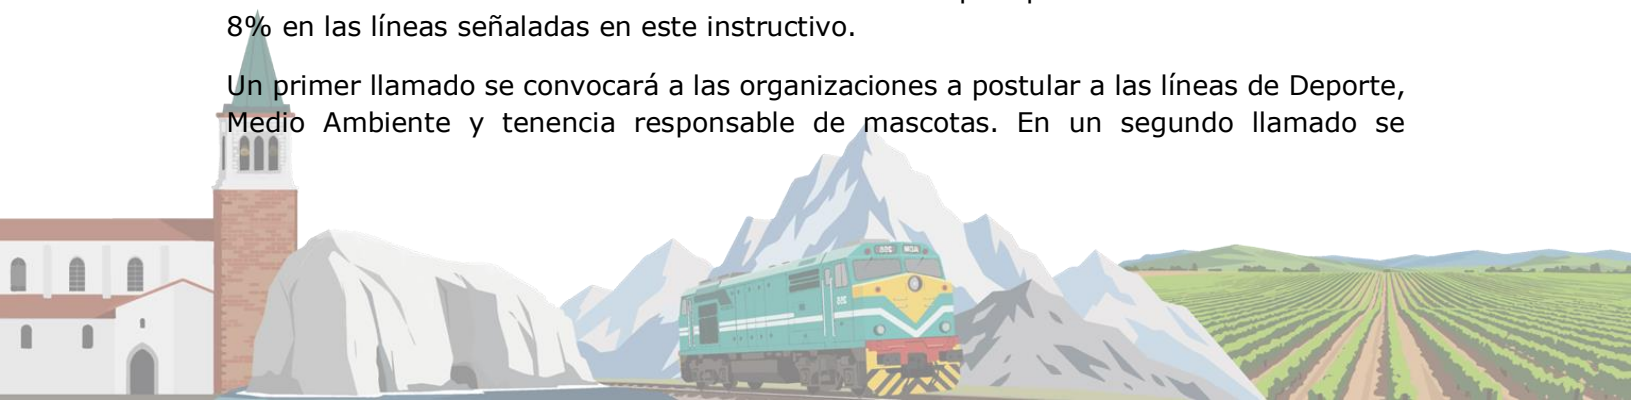 8% en las líneas señaladas en este instructivo.
Un primer llamado se convocará a las organizaciones a postular a las líneas de Deporte,
Medio Ambiente y tenencia responsable de mascotas. En un segundo llamado se